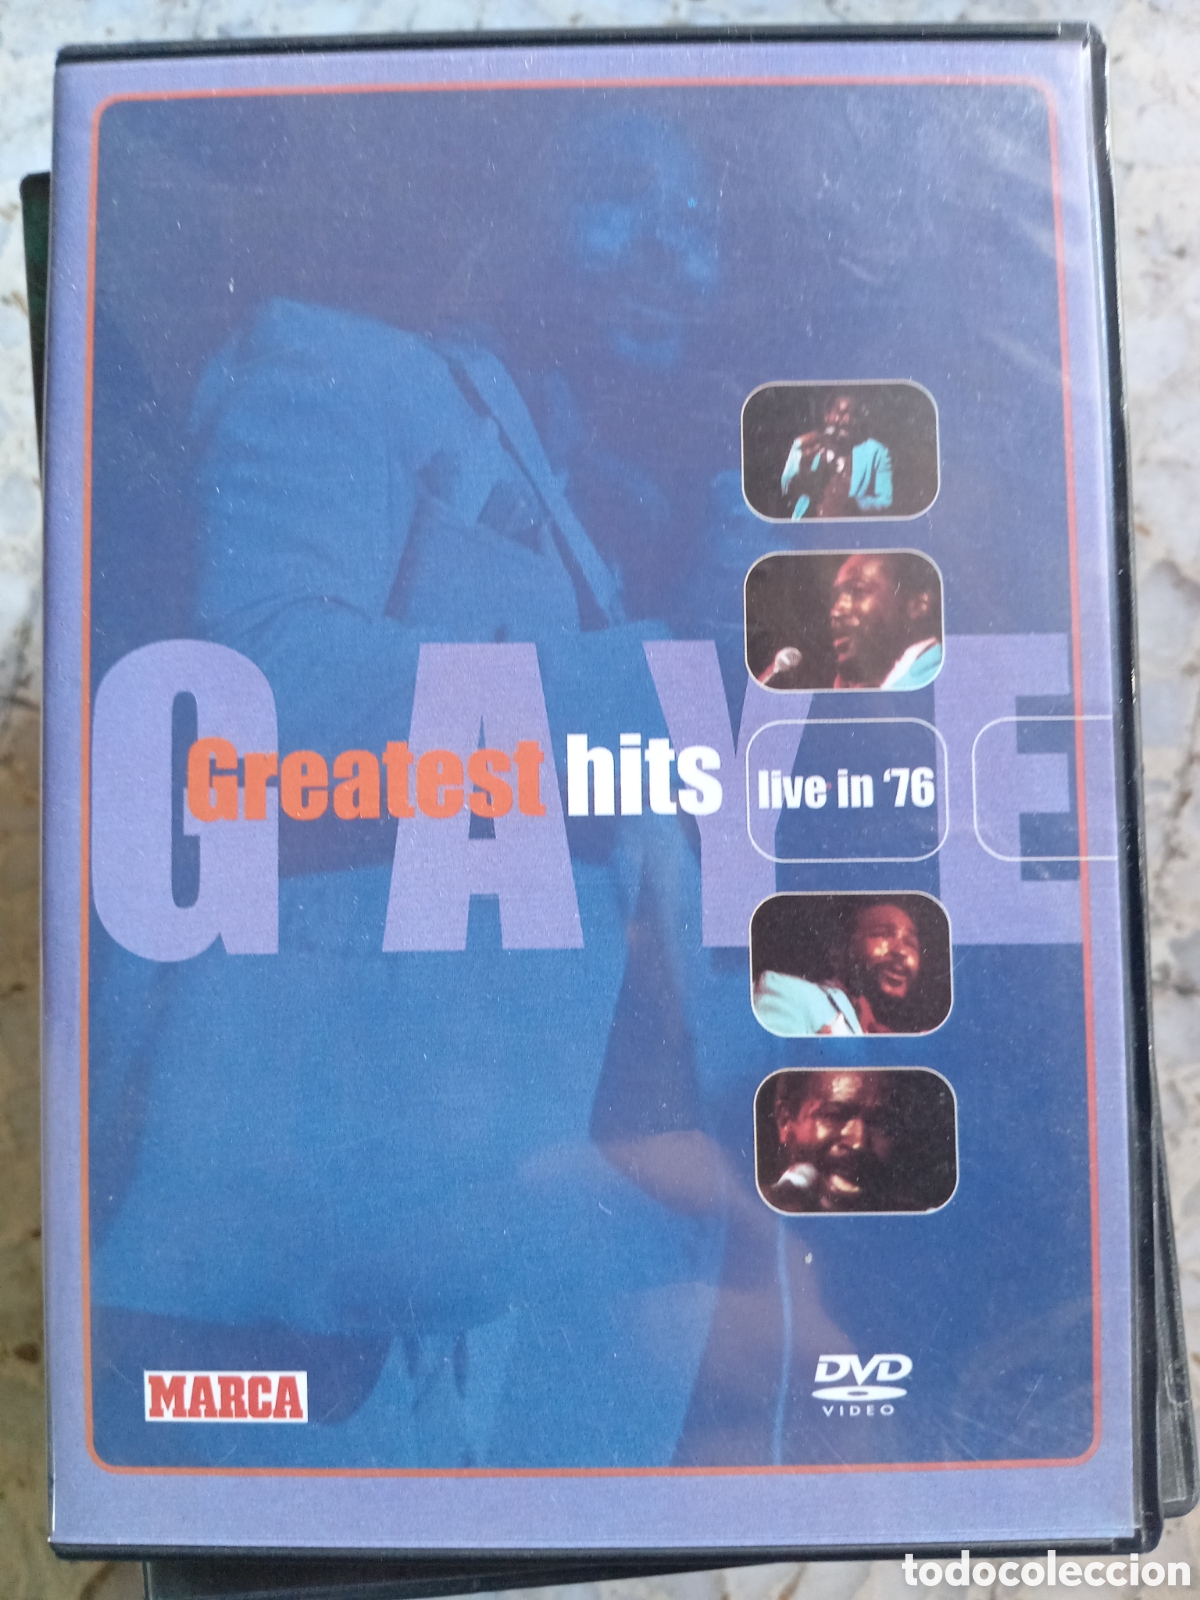 GAYE
Greatest hits live in '76
MARCA
DVD
VIDEO
todocoleccion